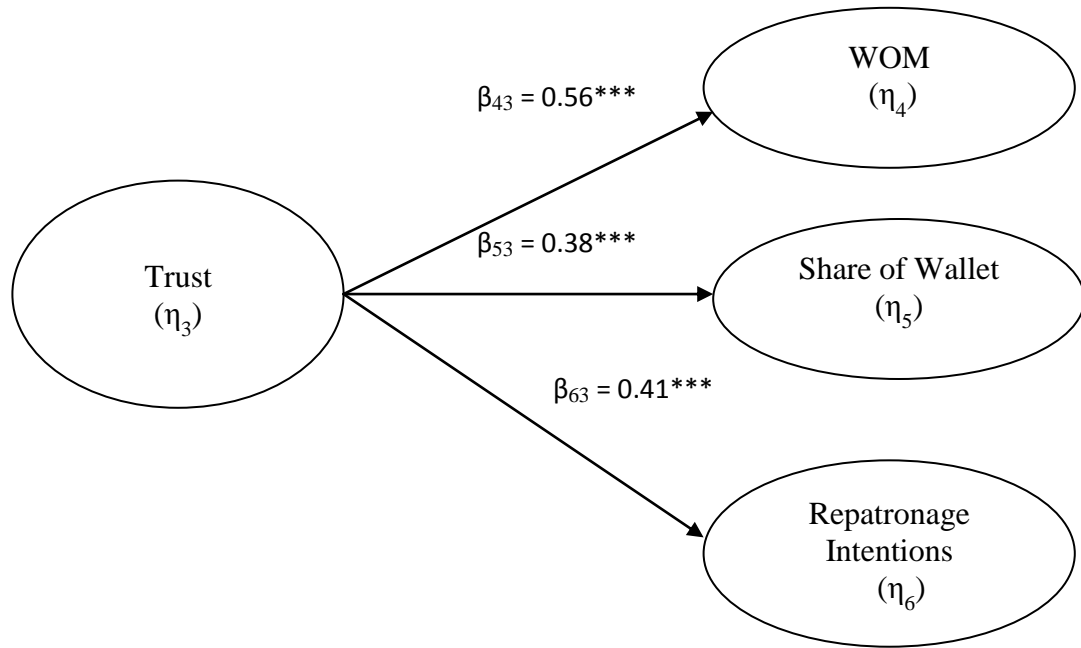 WOM
(η₄)
β₄₃ = 0.56***
β₅₃ = 0.38***
Trust
(η₃)
Share of Wallet
(η₅)
β₆₃ = 0.41***
Repatronage
Intentions
(η₆)